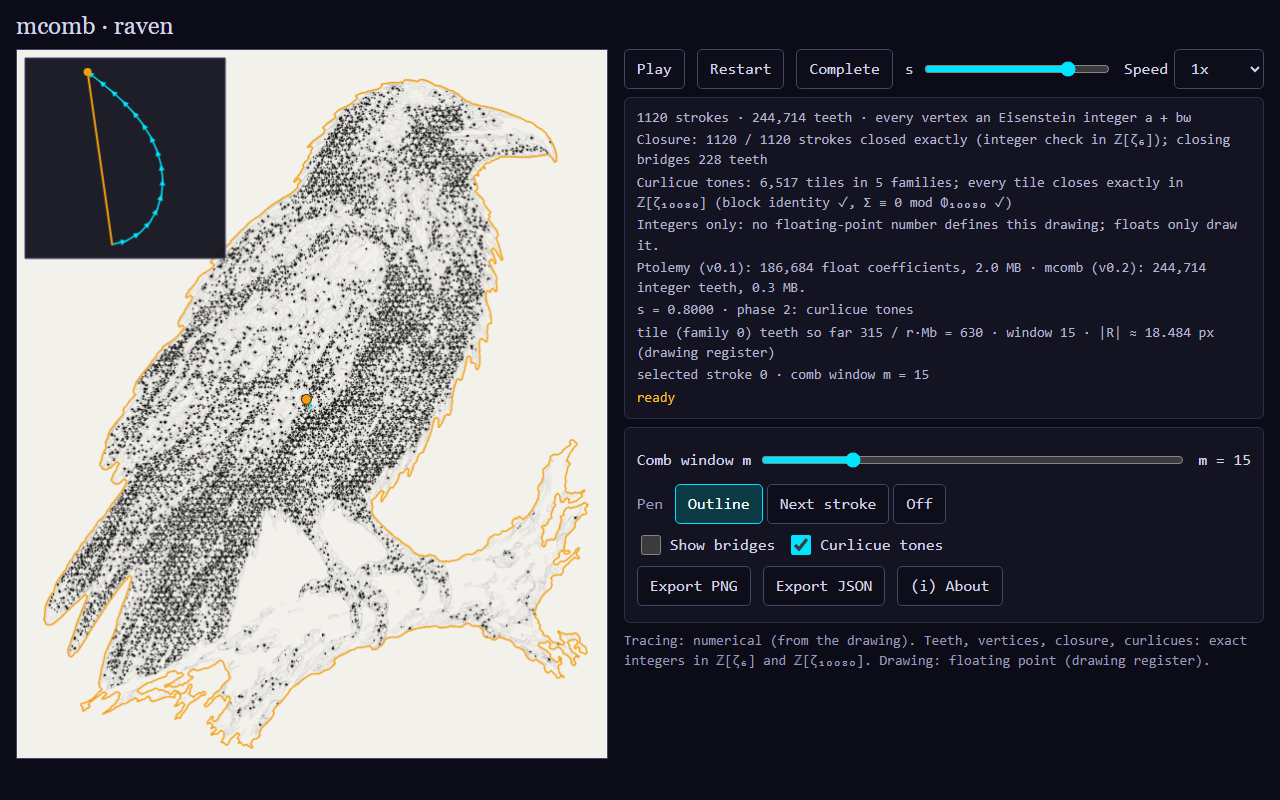 mcomb · raven
Play
Restart
Complete
s
Speed
1x
1120 strokes · 244,714 teeth · every vertex an Eisenstein integer a + bω
Closure: 1120 / 1120 strokes closed exactly (integer check in ℤ[ζ₆]); closing
bridges 228 teeth
Curlicue tones: 6,517 tiles in 5 families; every tile closes exactly in
ℤ[ζ₁₀₀₈₀] (block identity ✓, Σ ≡ 0 mod Φ₁₀₀₈₀ ✓)
Integers only: no floating-point number defines this drawing; floats only draw
it.
Ptolemy (v0.1): 186,684 float coefficients, 2.0 MB · mcomb (v0.2): 244,714
integer teeth, 0.3 MB.
s = 0.8000 · phase 2: curlicue tones
tile (family 0) teeth so far 315 / r·Mb = 630 · window 15 · |R| ≈ 18.484 px
(drawing register)
selected stroke 0 · comb window m = 15
ready
Comb window m
m = 15
Pen
Outline
Next stroke
Off
Show bridges
Curlicue tones
Export PNG
Export JSON
(i) About
Tracing: numerical (from the drawing). Teeth, vertices, closure, curlicues: exact
integers in ℤ[ζ₆] and ℤ[ζ₁₀₀₈₀]. Drawing: floating point (drawing register).